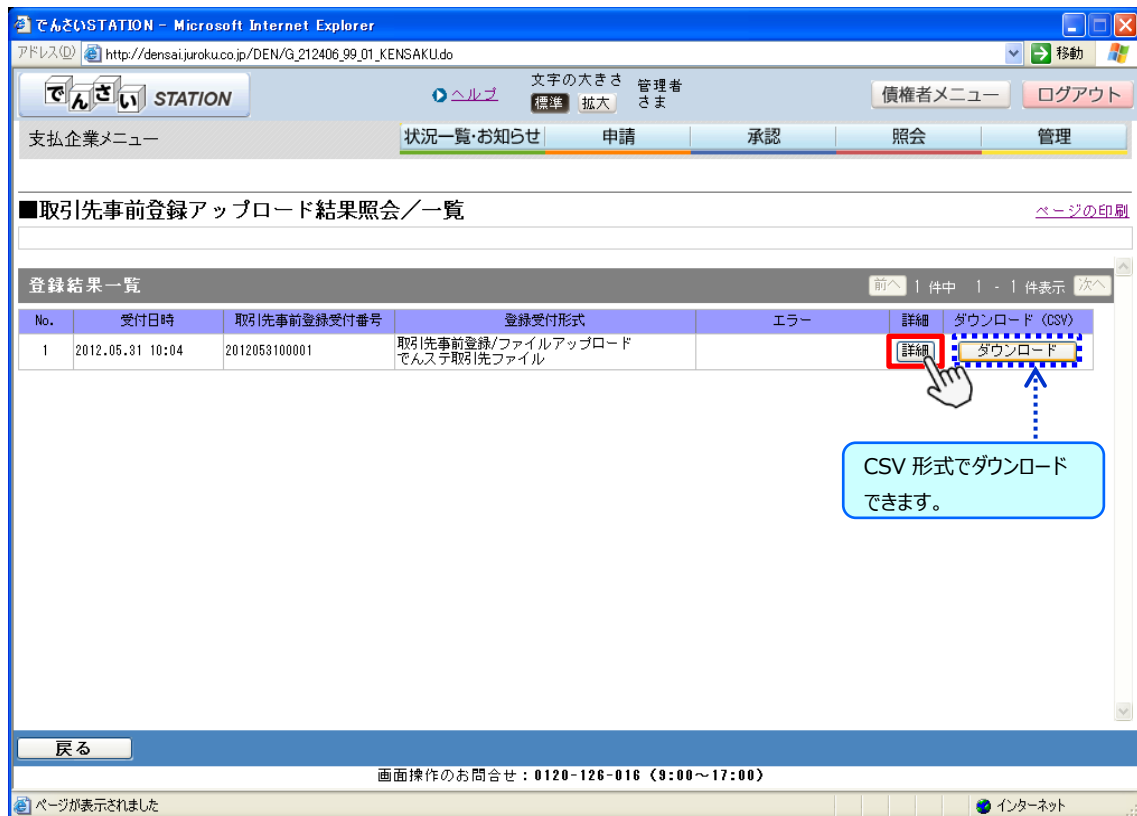 でんさいSTATION - Microsoft Internet Explorer
アドレス(D) http://densai.juroku.co.jp/DEN/G_212406_99_01_KENSAKU.do 移動
でんさい STATION
ヘルプ
文字の大きさ
標準 拡大
管理者
さま
債権者メニュー ログアウト
支払企業メニュー 状況一覧・お知らせ 申請 承認 照会 管理
■取引先事前登録アップロード結果照会／一覧 ページの印刷
登録結果一覧 前へ 1 件中 1 - 1 件表示 次へ
No. 受付日時 取引先事前登録受付番号 登録受付形式 エラー 詳細 ダウンロード (CSV)
1 2012.05.31 10:04 2012053100001 取引先事前登録/ファイルアップロード
でんステ取引先ファイル
詳細 ダウンロード
CSV 形式でダウンロード
できます。
戻る
画面操作のお問合せ：0120-126-016 (9:00～17:00)
ページが表示されました インターネット